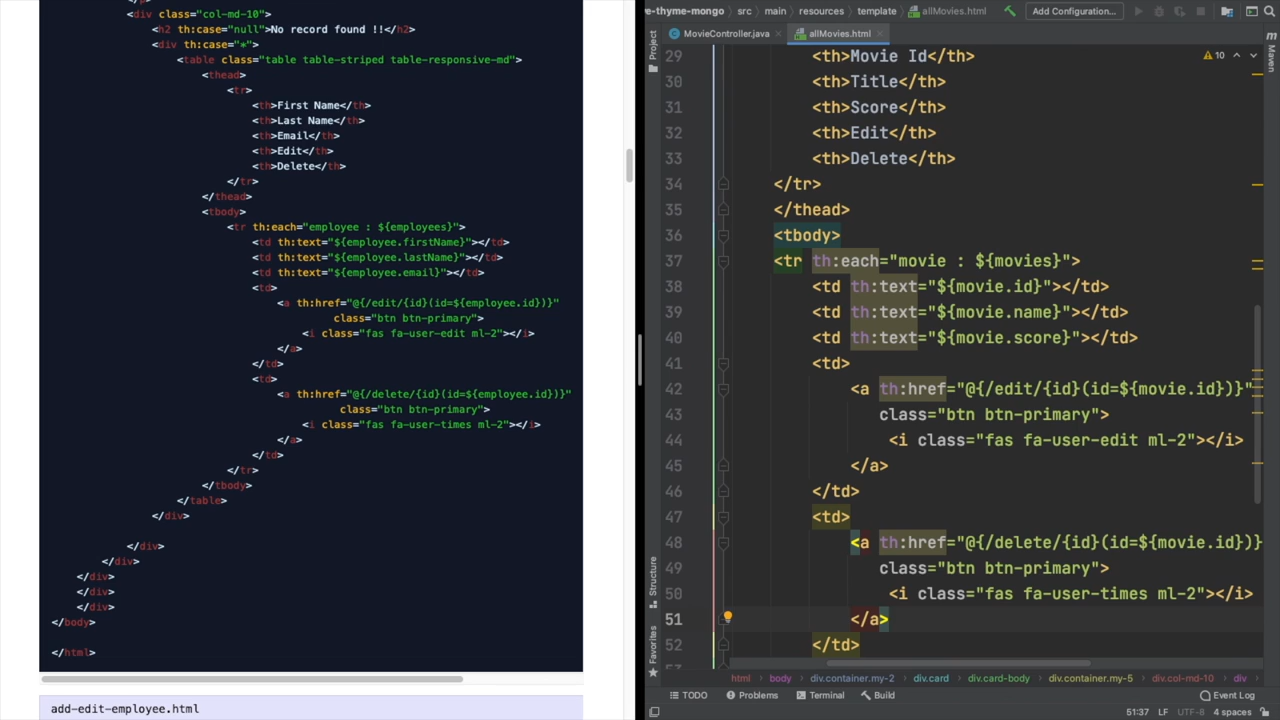 <div class="col-md-10">
<h2 th:case="null">No record found !!</h2>
<div th:case="*">
<table class="table table-striped table-responsive-md">
<thead>
<tr>
<th>First Name</th>
<th>Last Name</th>
<th>Email</th>
<th>Edit</th>
<th>Delete</th>
</tr>
</thead>
<tbody>
<tr th:each="employee : ${employees}">
<td th:text="${employee.firstName}"></td>
<td th:text="${employee.lastName}"></td>
<td th:text="${employee.email}"></td>
<td>
<a th:href="@{/edit/{id}(id=${employee.id})}"
class="btn btn-primary">
<i class="fas fa-user-edit ml-2"></i>
</a>
</td>
<td>
<a th:href="@{/delete/{id}(id=${employee.id})}"
class="btn btn-primary">
<i class="fas fa-user-times ml-2"></i>
</a>
</td>
</tr>
</tbody>
</table>
</div>
</div>
</div>
</div>
</div>
</div>
</body>
</html>
add-edit-employee.html
e-thyme-mongo src main resources template allMovies.html Add Configuration...
MovieController.java allMovies.html
Project
29 <th>Movie Id</th>
30 <th>Title</th>
31 <th>Score</th>
32 <th>Edit</th>
33 <th>Delete</th>
34 </tr>
35 </thead>
36 <tbody>
37 <tr th:each="movie : ${movies}">
38 <td th:text="${movie.id}"></td>
39 <td th:text="${movie.name}"></td>
40 <td th:text="${movie.score}"></td>
41 <td>
42 <a th:href="@{/edit/{id}(id=${movie.id})}"
43 class="btn btn-primary">
44 <i class="fas fa-user-edit ml-2"></i>
45 </a>
46 </td>
47 <td>
48 <a th:href="@{/delete/{id}(id=${movie.id})}
49 class="btn btn-primary">
50 <i class="fas fa-user-times ml-2"></i>
51 </a>
52 </td>
10
Maven
Structure
Favorites
html body div.container.my-2 div.card div.card-body div.container.my-5 div.col-md-10 div
TODO Problems Terminal Build Event Log
51:37 LF UTF-8 4 spaces